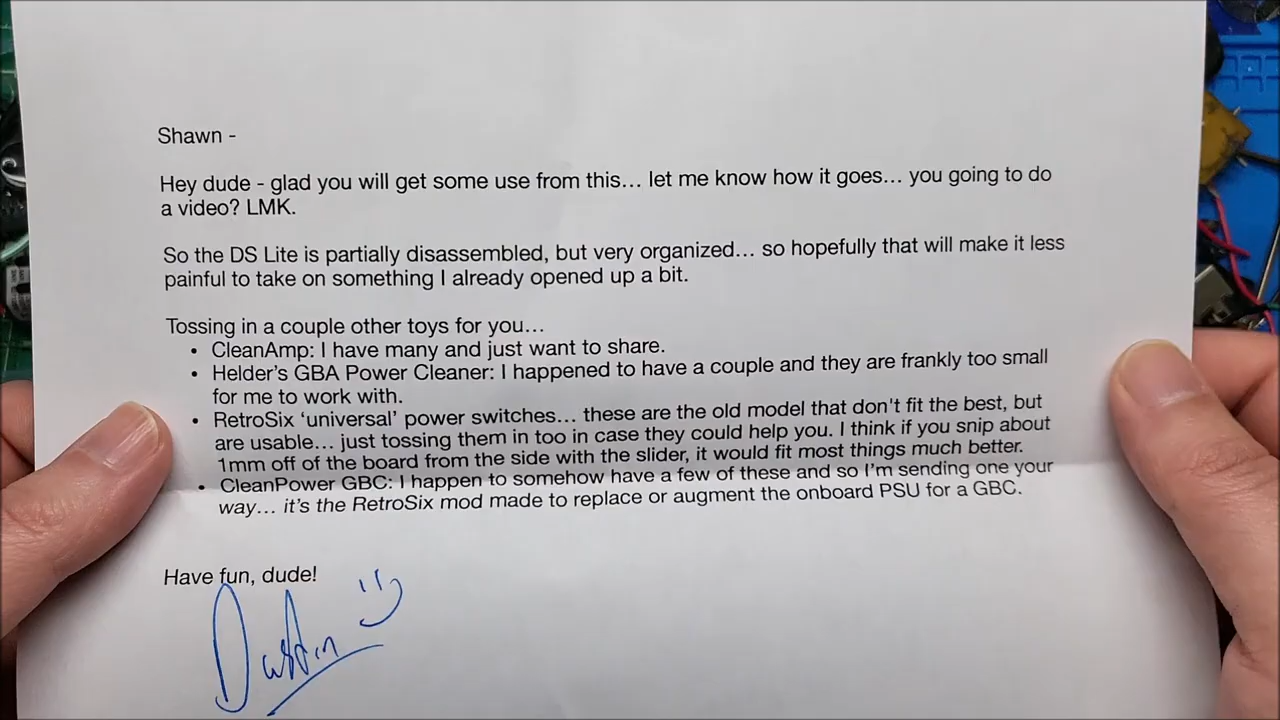 Shawn -
Hey dude - glad you will get some use from this... let me know how it goes... you going to do
a video? LMK.
So the DS Lite is partially disassembled, but very organized... so hopefully that will make it less
painful to take on something I already opened up a bit.
Tossing in a couple other toys for you...
• CleanAmp: I have many and just want to share.
• Helder's GBA Power Cleaner: I happened to have a couple and they are frankly too small
for me to work with.
• RetroSix ‘universal’ power switches... these are the old model that don't fit the best, but
are usable... just tossing them in too in case they could help you. I think if you snip about
1mm off of the board from the side with the slider, it would fit most things much better.
• CleanPower GBC: I happen to somehow have a few of these and so I'm sending one your
way... it's the RetroSix mod made to replace or augment the onboard PSU for a GBC.
Have fun, dude!
Dustin